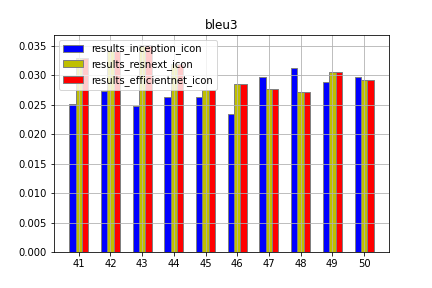 bleu3
results_inception_icon
results_resnext_icon
results_efficientnet_icon
0.035
0.030
0.025
0.020
0.015
0.010
0.005
0.000
41 42 43 44 45 46 47 48 49 50